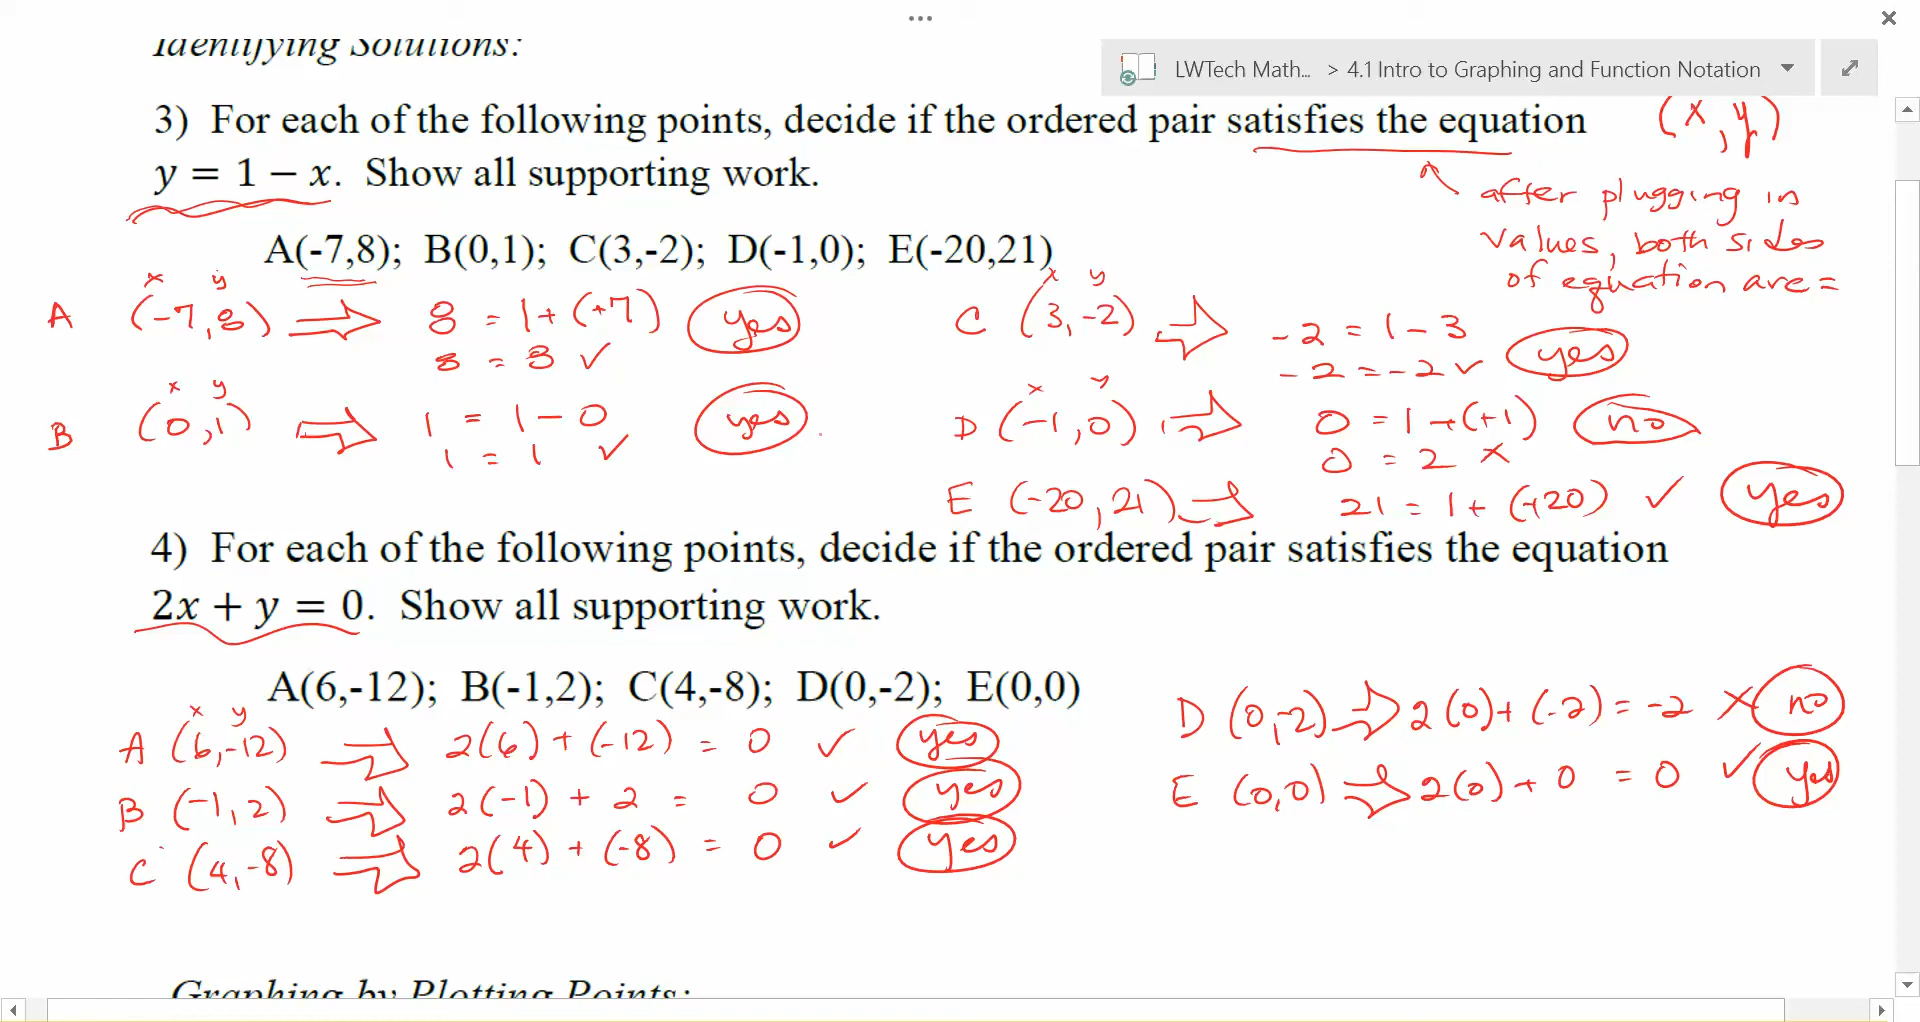 Identifying Solutions:
LWTech Math... > 4.1 Intro to Graphing and Function Notation
3) For each of the following points, decide if the ordered pair satisfies the equation
(x,y)
y = 1 − x. Show all supporting work.
after plugging in
values, both sides
of equation are =
A(-7,8); B(0,1); C(3,-2); D(-1,0); E(-20,21)
x y
A (-7,8) ⇒ 8 = 1+(+7) yes
8 = 8 ✓
x y
B (0,1) ⇒ 1 = 1-0 yes
1 = 1 ✓
x y
C (3,-2) ⇒ -2 = 1-3
-2 = -2 ✓ yes
x y
D (-1,0) ⇒ 0 = 1+(+1) no
0 = 2 ×
E (-20,21) ⇒ 21 = 1+(+20) ✓ yes
4) For each of the following points, decide if the ordered pair satisfies the equation
2x + y = 0. Show all supporting work.
A(6,-12); B(-1,2); C(4,-8); D(0,-2); E(0,0)
x y
A (6,-12) ⇒ 2(6)+(-12) = 0 ✓ yes
B (-1,2) ⇒ 2(-1)+2 = 0 ✓ yes
C (4,-8) ⇒ 2(4)+(-8) = 0 ✓ yes
D (0,-2) ⇒ 2(0)+(-2) = -2 × no
E (0,0) ⇒ 2(0)+0 = 0 ✓ yes
Graphing by Plotting Points: